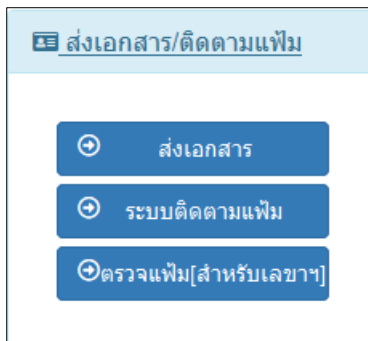 ส่งเอกสาร/ติดตามแฟ้ม
ส่งเอกสาร
ระบบติดตามแฟ้ม
ตรวจแฟ้ม[สำหรับเลขาฯ]